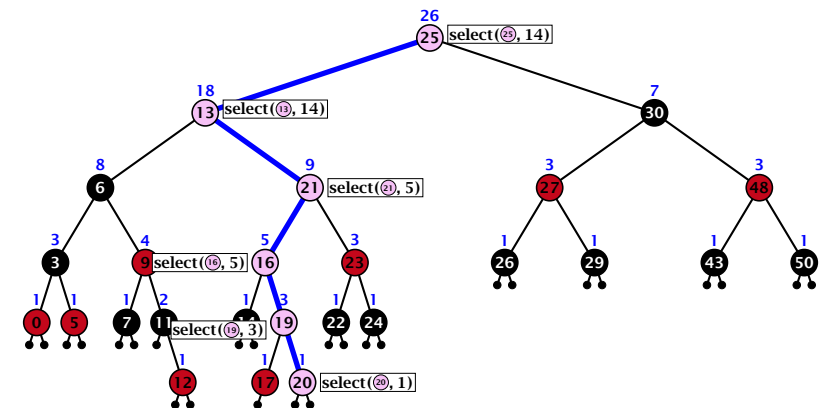 26
25 select(25, 14)
18 7
13 select(13, 14) 30
8 9 3 3
6 21 select(21, 5) 27 48
3 4 5 3 1 1 1 1
3 9 select(16, 5) 16 23 26 29 43 50
1 1 1 2 1 3 1 1
0 5 7 11 select(19, 3) 14 19 22 24
1 1 1
12 17 20 select(20, 1)